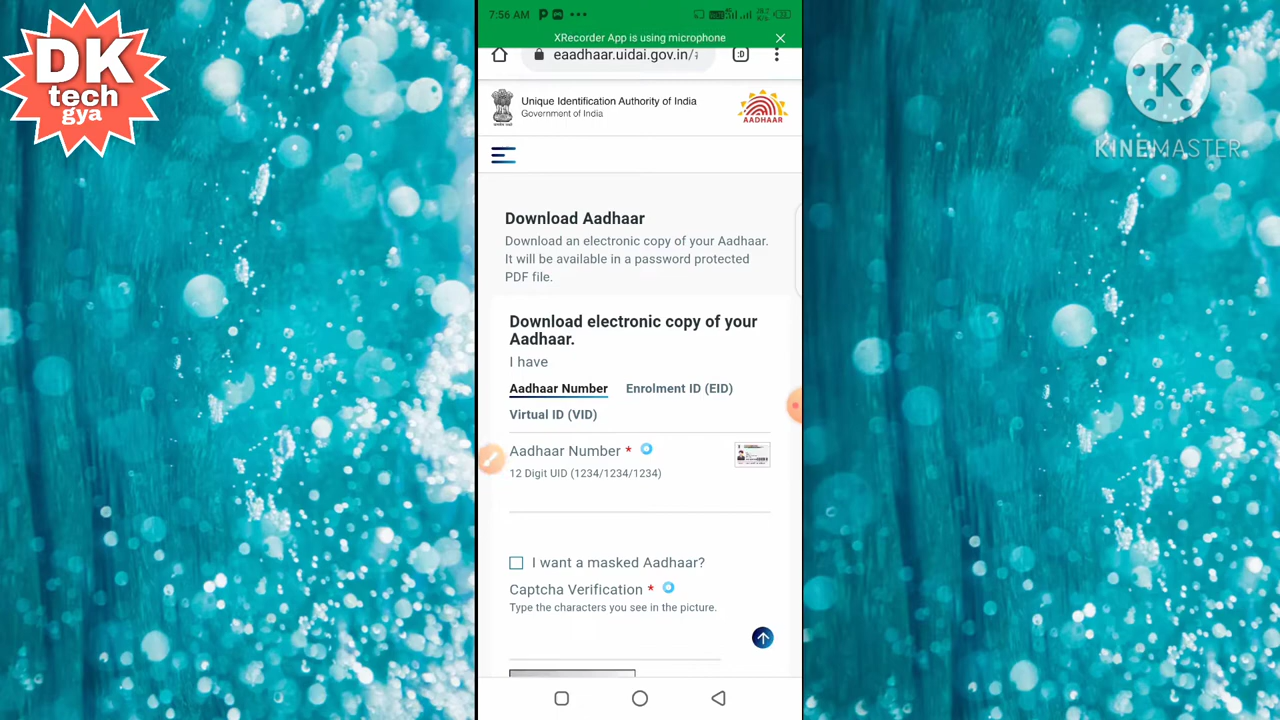 DK
tech
gya
7:56 AM
XRecorder App is using microphone
eaadhaar.uidai.gov.in/
Unique Identification Authority of India
Government of India
AADHAAR
Download Aadhaar
Download an electronic copy of your Aadhaar.
It will be available in a password protected
PDF file.
Download electronic copy of your
Aadhaar.
I have
Aadhaar Number Enrolment ID (EID)
Virtual ID (VID)
Aadhaar Number *
12 Digit UID (1234/1234/1234)
I want a masked Aadhaar?
Captcha Verification *
Type the characters you see in the picture.
K
KINEMASTER